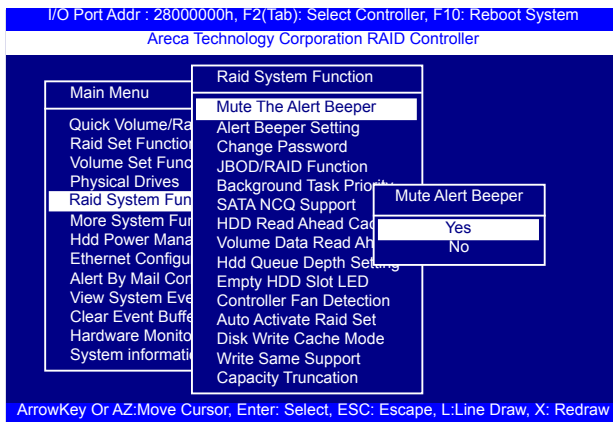 I/O Port Addr : 28000000h, F2(Tab): Select Controller, F10: Reboot System
Areca Technology Corporation RAID Controller
Main Menu
Quick Volume/Ra
Raid Set Function
Volume Set Func
Physical Drives
Raid System Fun
More System Fun
Hdd Power Mana
Ethernet Configu
Alert By Mail Con
View System Eve
Clear Event Buffe
Hardware Monito
System informati
Raid System Function
Mute The Alert Beeper
Alert Beeper Setting
Change Password
JBOD/RAID Function
Background Task Priority
SATA NCQ Support
HDD Read Ahead Cac
Volume Data Read Ah
Hdd Queue Depth Setting
Empty HDD Slot LED
Controller Fan Detection
Auto Activate Raid Set
Disk Write Cache Mode
Write Same Support
Capacity Truncation
Mute Alert Beeper
Yes
No
ArrowKey Or AZ:Move Cursor, Enter: Select, ESC: Escape, L:Line Draw, X: Redraw